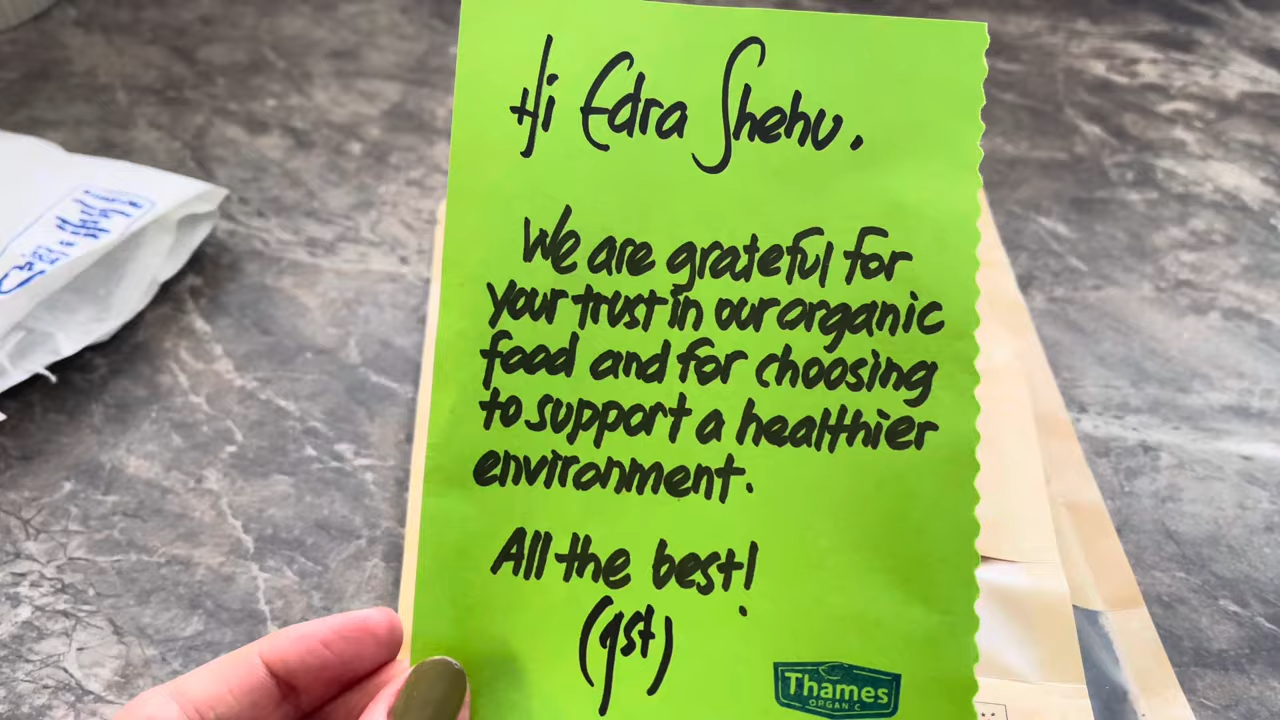 Hi Edra Shehu.
We are grateful for
your trust in our organic
food and for choosing
to support a healthier
environment.
All the best!
(gst)
Thames
ORGANIC